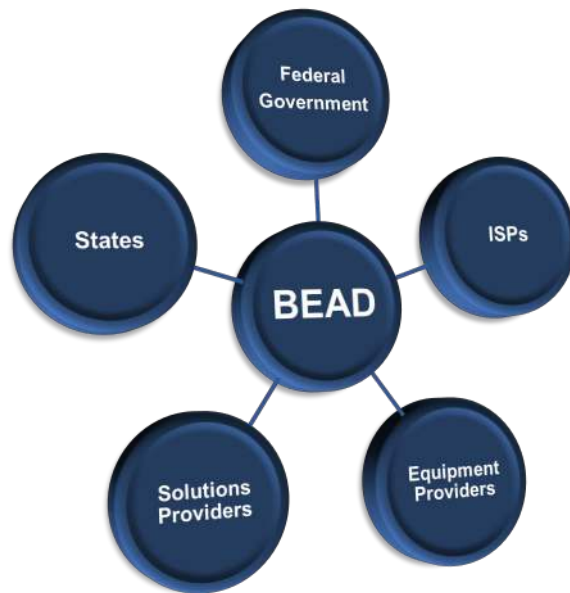 Federal
Government
States
ISPs
BEAD
Solutions
Providers
Equipment
Providers